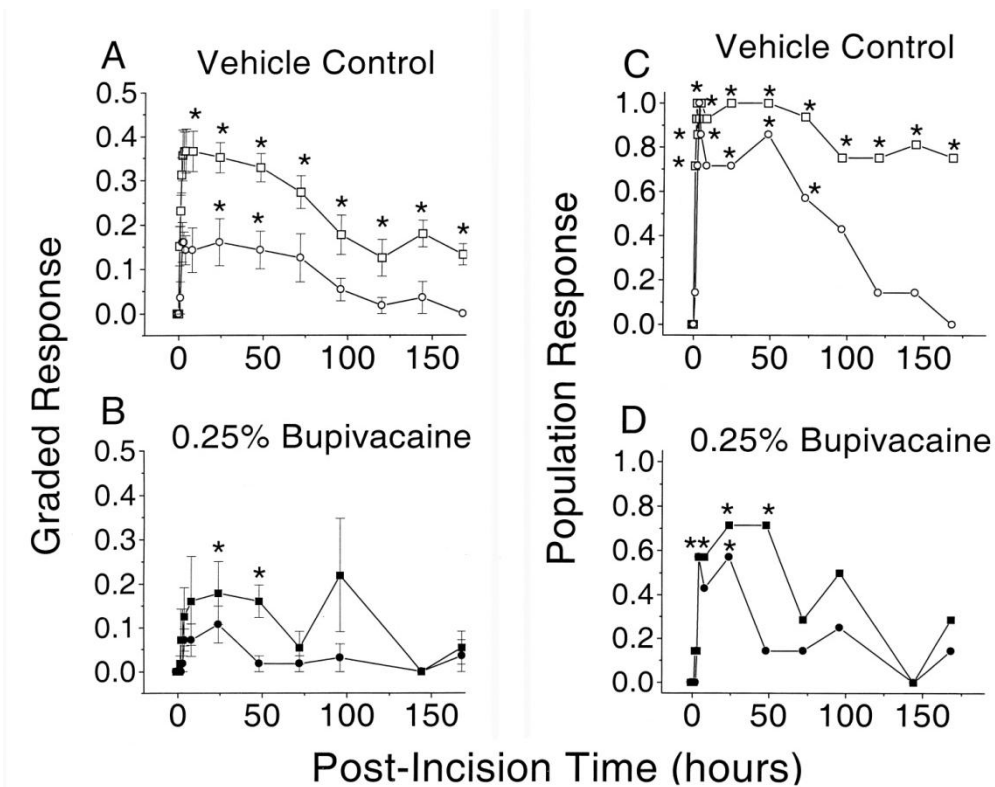 A
Vehicle Control
0.5
0.4
0.3
0.2
0.1
0.0
0 50 100 150
* * * * * * * *
* *
Graded Response
B
0.25% Bupivacaine
0.5
0.4
0.3
0.2
0.1
0.0
0 50 100 150
* *
C
Vehicle Control
1.0
0.8
0.6
0.4
0.2
0.0
0 50 100 150
* * * * * * * * *
* * * * * *
Population Response
D
0.25% Bupivacaine
1.0
0.8
0.6
0.4
0.2
0.0
0 50 100 150
* *
** *
Post-Incision Time (hours)